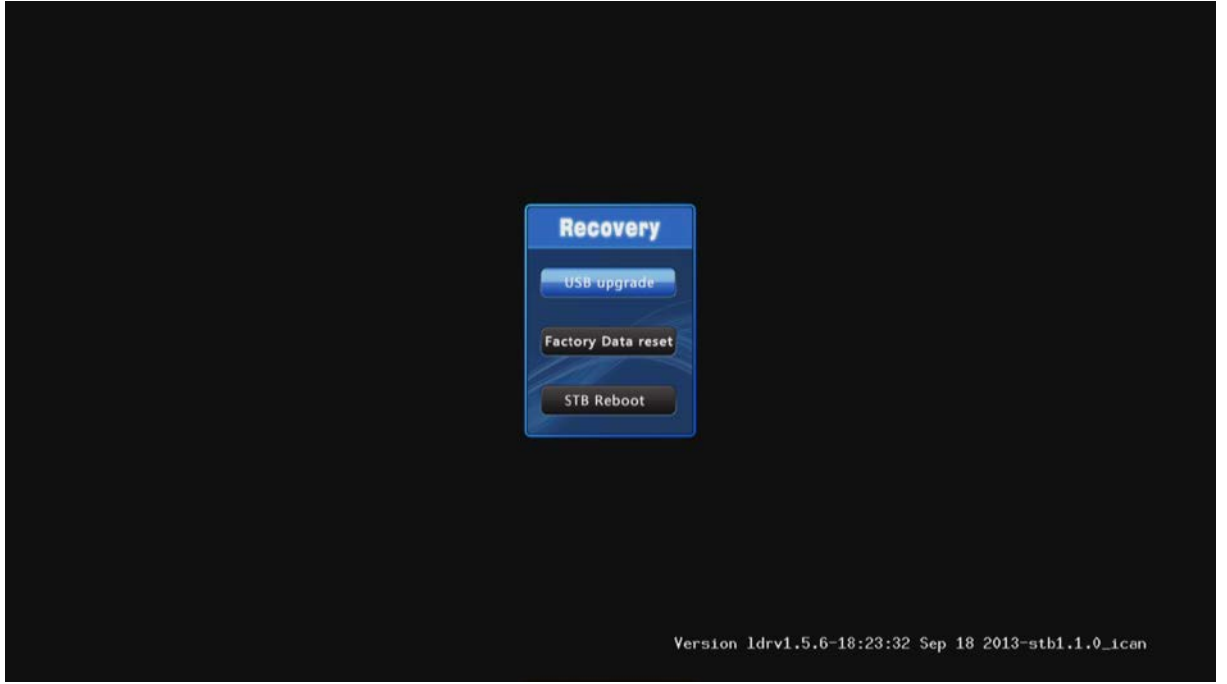 Recovery
USB upgrade
Factory Data reset
STB Reboot
Version ldrv1.5.6-18:23:32 Sep 18 2013-stb1.1.0_ican